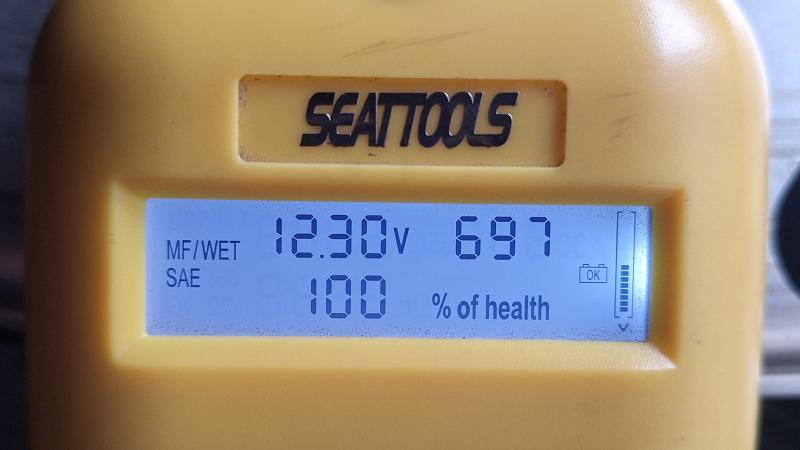 SEATTOOLS
MF/WET 12.30V 697
SAE 100 % of health
OK